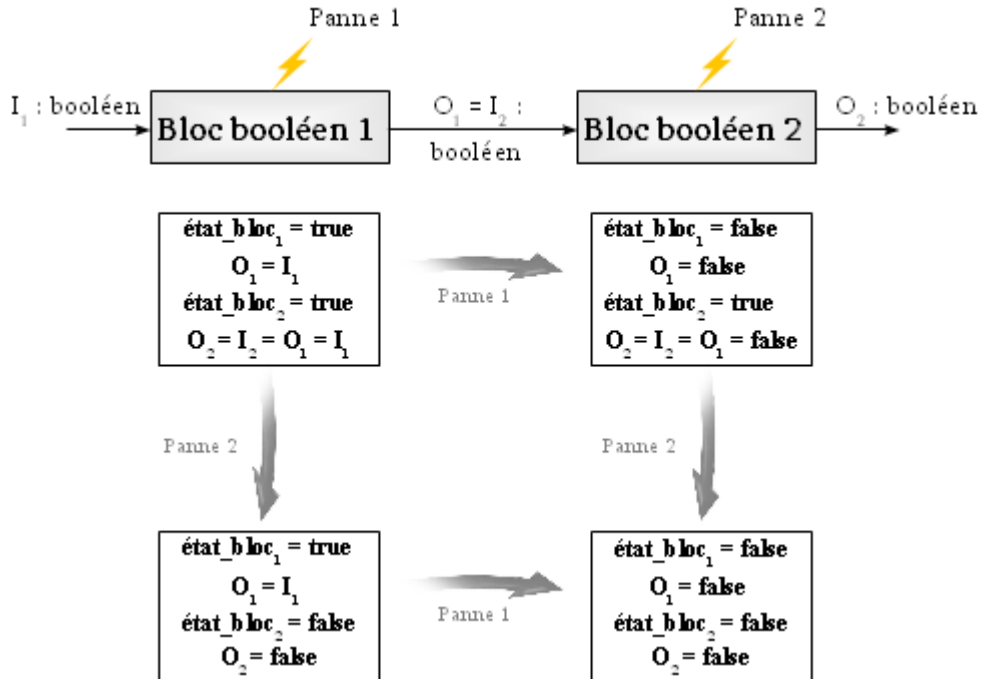 Panne 1
Panne 2
I₁ : booléen
Bloc booléen 1
O₁ = I₂ :
booléen
Bloc booléen 2
O₂ : booléen
état_bloc₁ = true
O₁ = I₁
état_bloc₂ = true
O₂ = I₂ = O₁ = I₁
Panne 1
état_bloc₁ = false
O₁ = false
état_bloc₂ = true
O₂ = I₂ = O₁ = false
Panne 2
Panne 2
état_bloc₁ = true
O₁ = I₁
état_bloc₂ = false
O₂ = false
Panne 1
état_bloc₁ = false
O₁ = false
état_bloc₂ = false
O₂ = false